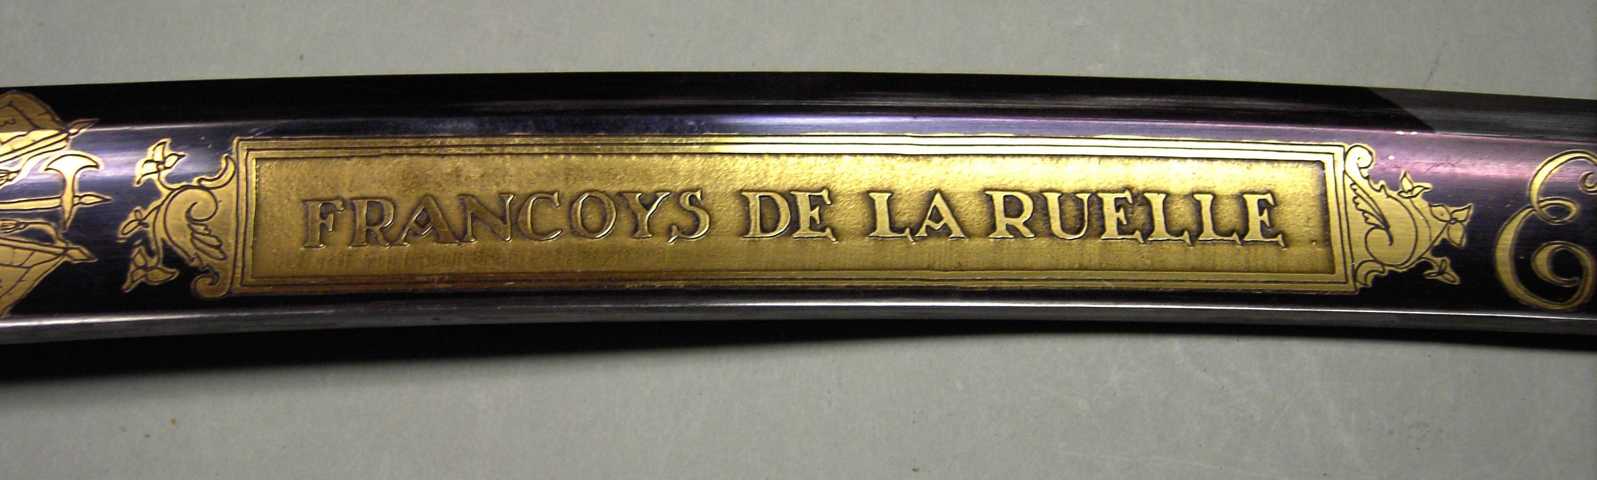 FRANCOYS DE LA RUELLE